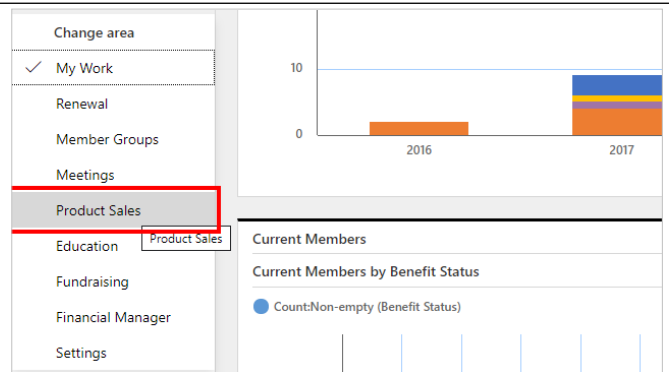 Change area
My Work
Renewal
Member Groups
Meetings
Product Sales
Education
Product Sales
Fundraising
Financial Manager
Settings
10
0
2016
2017
Current Members
Current Members by Benefit Status
Count:Non-empty (Benefit Status)